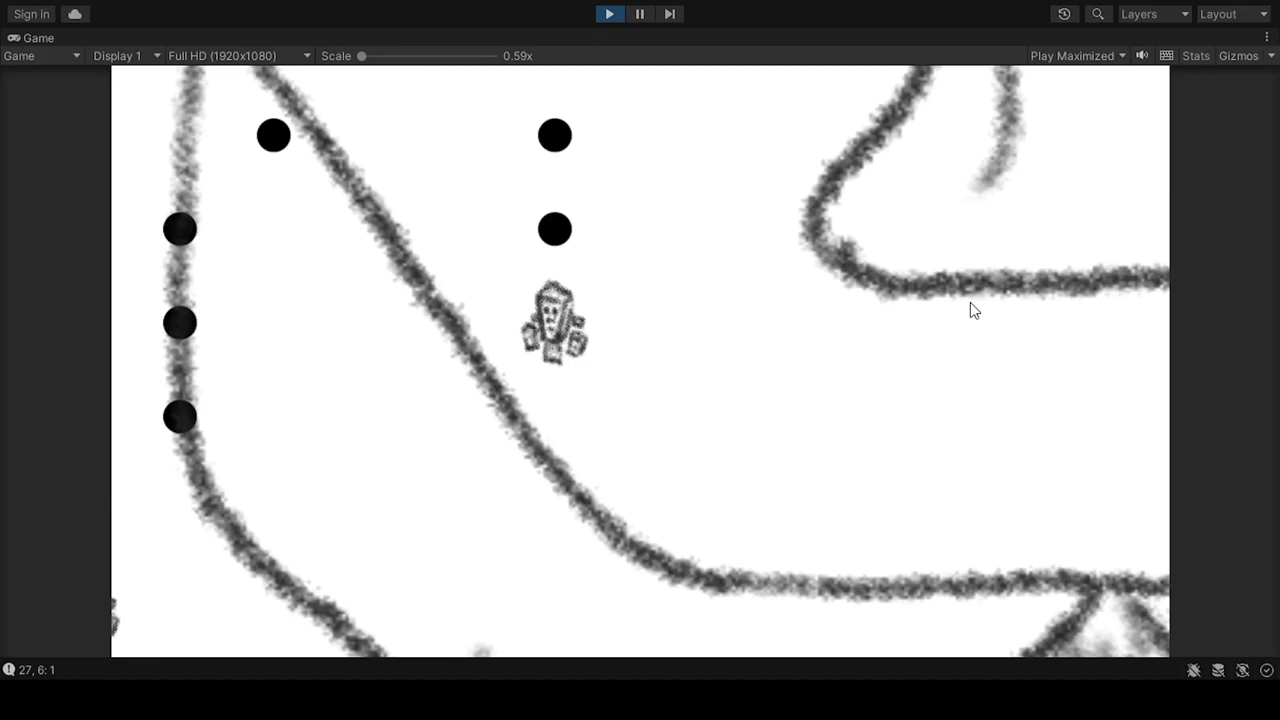 Sign in
Layers
Layout
Game
Game
Display 1
Full HD (1920x1080)
Scale
0.59x
Play Maximized
Stats
Gizmos
27, 6: 1